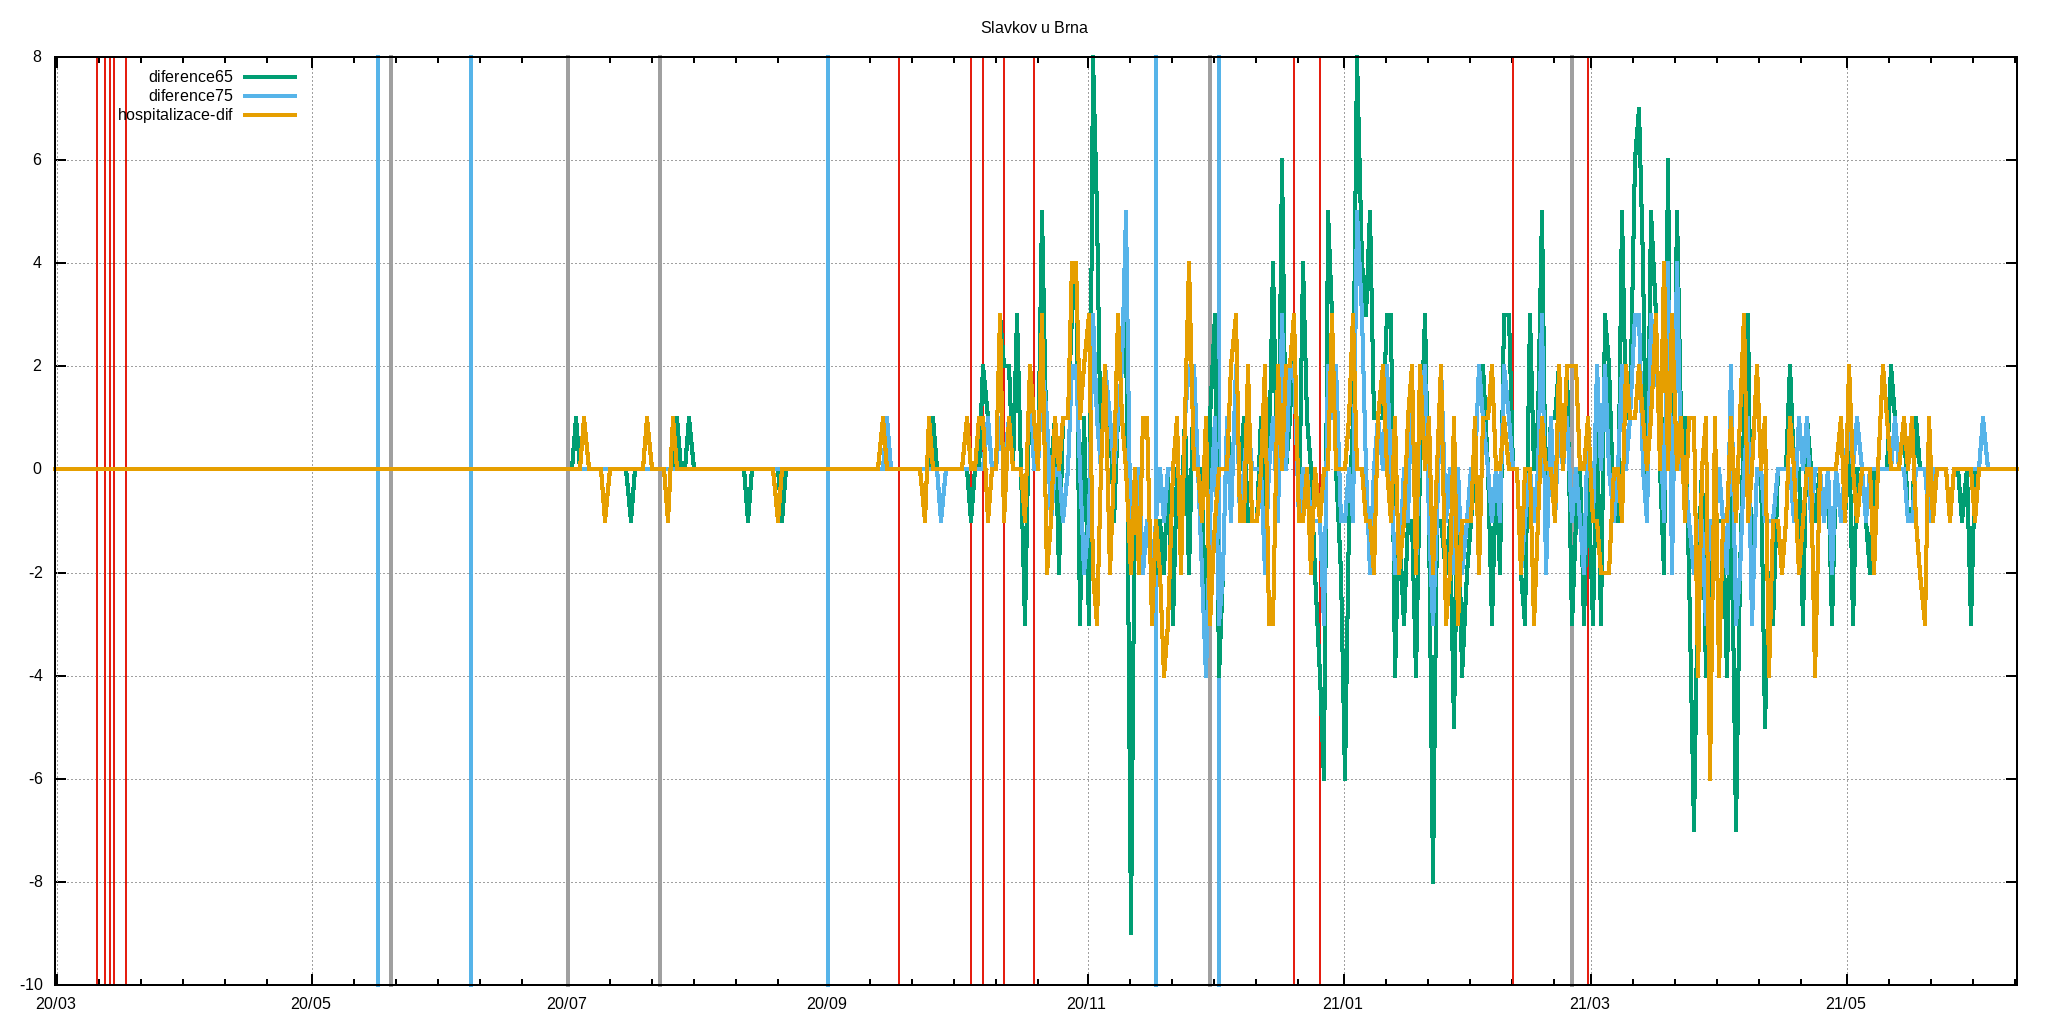 Slavkov u Brna
diference65
diference75
hospitalizace-dif
8
6
4
2
0
-2
-4
-6
-8
-10
20/03 20/05 20/07 20/09 20/11 21/01 21/03 21/05